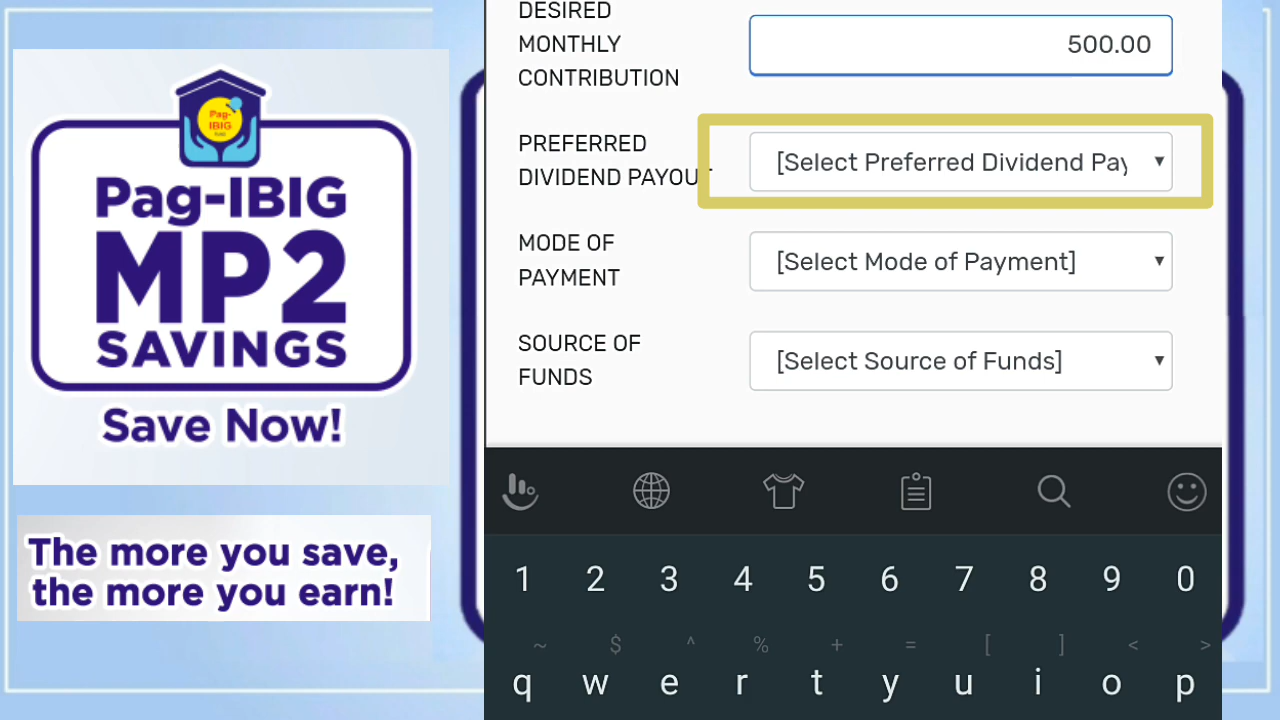 Pag-
IBIG
Pag-IBIG
MP2
SAVINGS
Save Now!
The more you save,
the more you earn!
DESIRED
MONTHLY
CONTRIBUTION
500.00
PREFERRED
DIVIDEND PAYOUT
[Select Preferred Dividend Pay
MODE OF
PAYMENT
[Select Mode of Payment]
SOURCE OF
FUNDS
[Select Source of Funds]
1 2 3 4 5 6 7 8 9 0
~ $ ^ % + = [ ] < >
q w e r t y u i o p